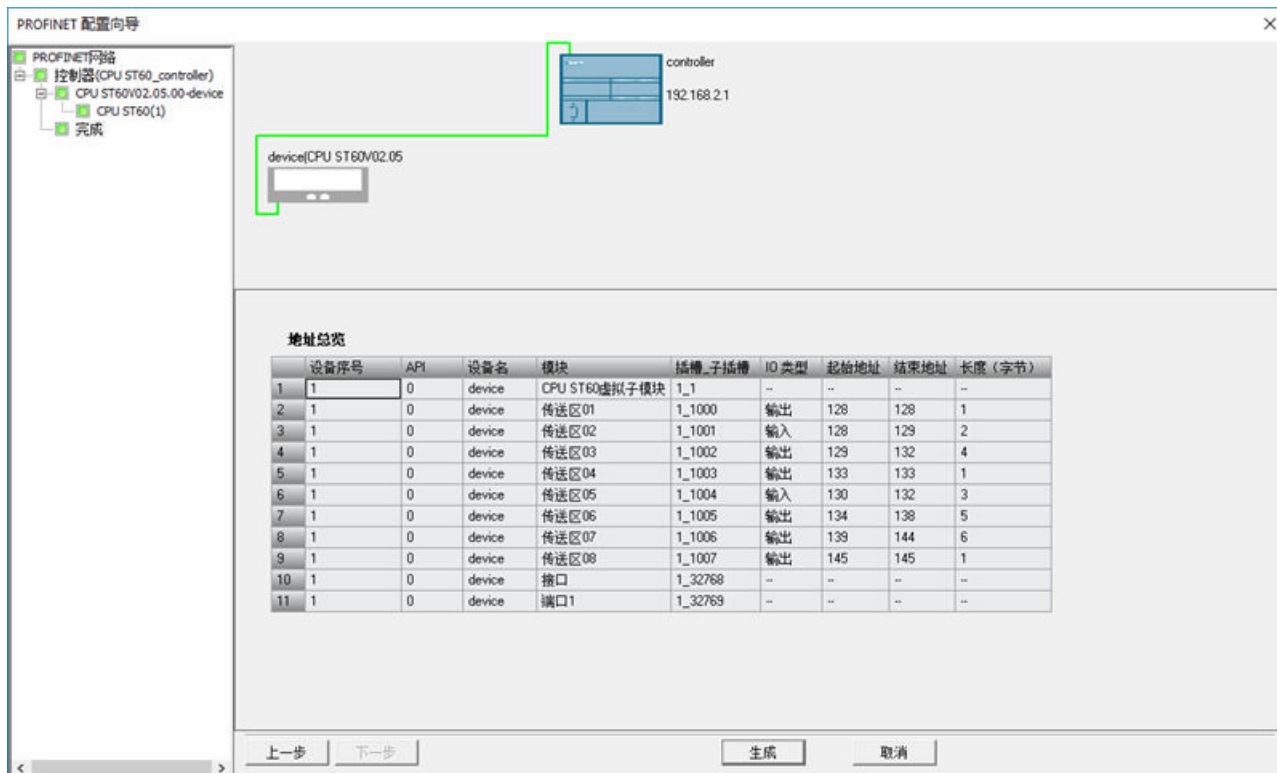 PROFINET 配置向导
PROFINET网络
控制器(CPU ST60_controller)
CPU ST60V02.05.00-device
CPU ST60(1)
完成
controller
192.168.2.1
device(CPU ST60V02.05
地址总览
设备序号 API 设备名 模块 插槽_子插槽 IO 类型 起始地址 结束地址 长度（字节）
1 1 0 device CPU ST60虚拟子模块 1_1 -- -- -- --
2 1 0 device 传送区01 1_1000 输出 128 128 1
3 1 0 device 传送区02 1_1001 输入 128 129 2
4 1 0 device 传送区03 1_1002 输出 129 132 4
5 1 0 device 传送区04 1_1003 输出 133 133 1
6 1 0 device 传送区05 1_1004 输入 130 132 3
7 1 0 device 传送区06 1_1005 输出 134 138 5
8 1 0 device 传送区07 1_1006 输出 139 144 6
9 1 0 device 传送区08 1_1007 输出 145 145 1
10 1 0 device 接口 1_32768 -- -- -- --
11 1 0 device 端口1 1_32769 -- -- -- --
上一步 下一步 生成 取消